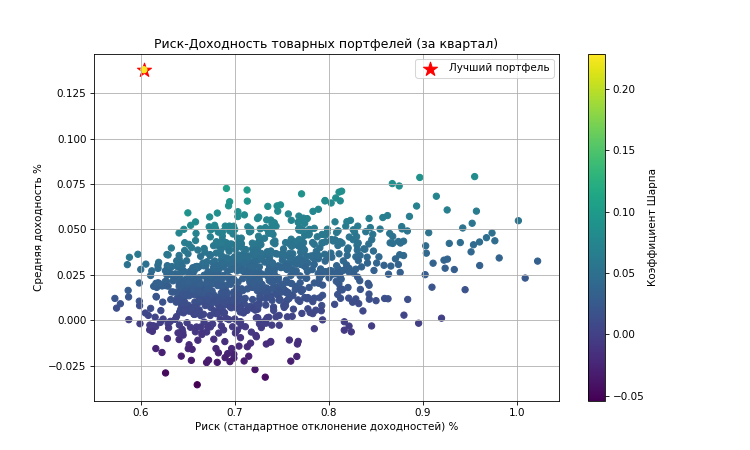 Риск-Доходность товарных портфелей (за квартал)
Лучший портфель
0.125
0.100
0.075
0.050
0.025
0.000
−0.025
Средняя доходность %
0.6 0.7 0.8 0.9 1.0
Риск (стандартное отклонение доходностей) %
0.20
0.15
0.10
0.05
0.00
−0.05
Коэффициент Шарпа